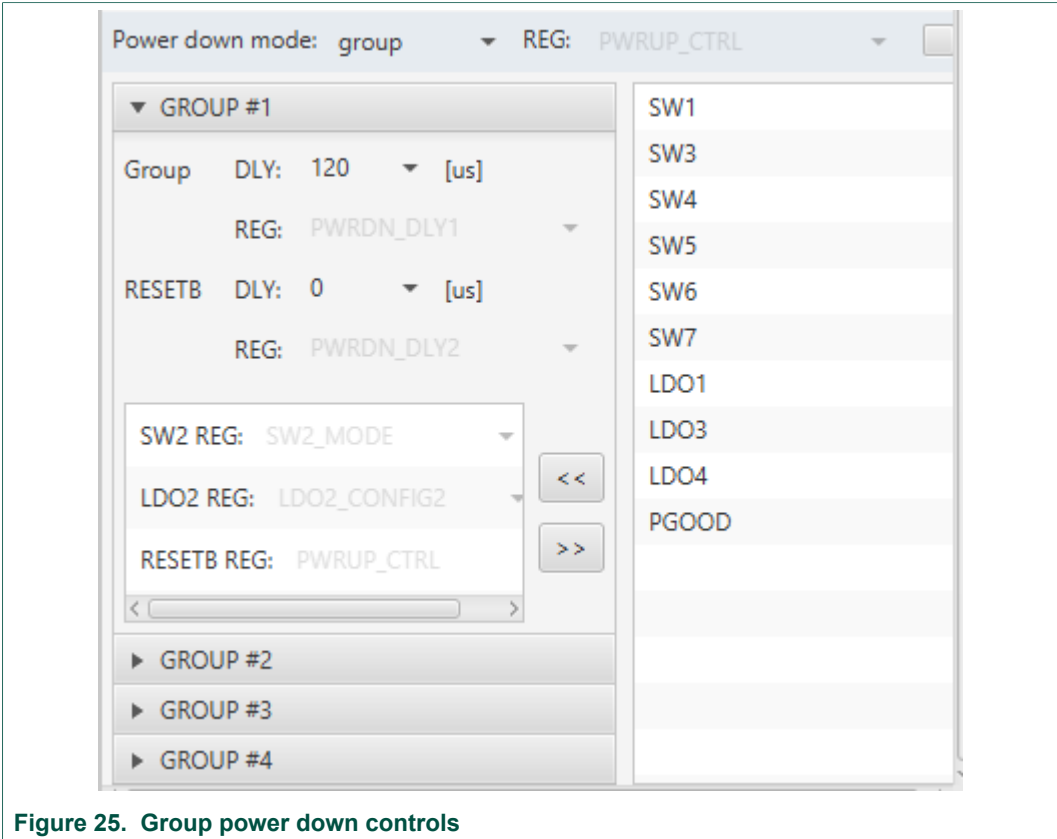 Power down mode: group REG: PWRUP_CTRL
GROUP #1
Group DLY: 120 [us]
REG: PWRDN_DLY1
RESETB DLY: 0 [us]
REG: PWRDN_DLY2
SW2 REG: SW2_MODE
LDO2 REG: LDO2_CONFIG2
RESETB REG: PWRUP_CTRL
<<
>>
GROUP #2
GROUP #3
GROUP #4
SW1
SW3
SW4
SW5
SW6
SW7
LDO1
LDO3
LDO4
PGOOD
Figure 25. Group power down controls